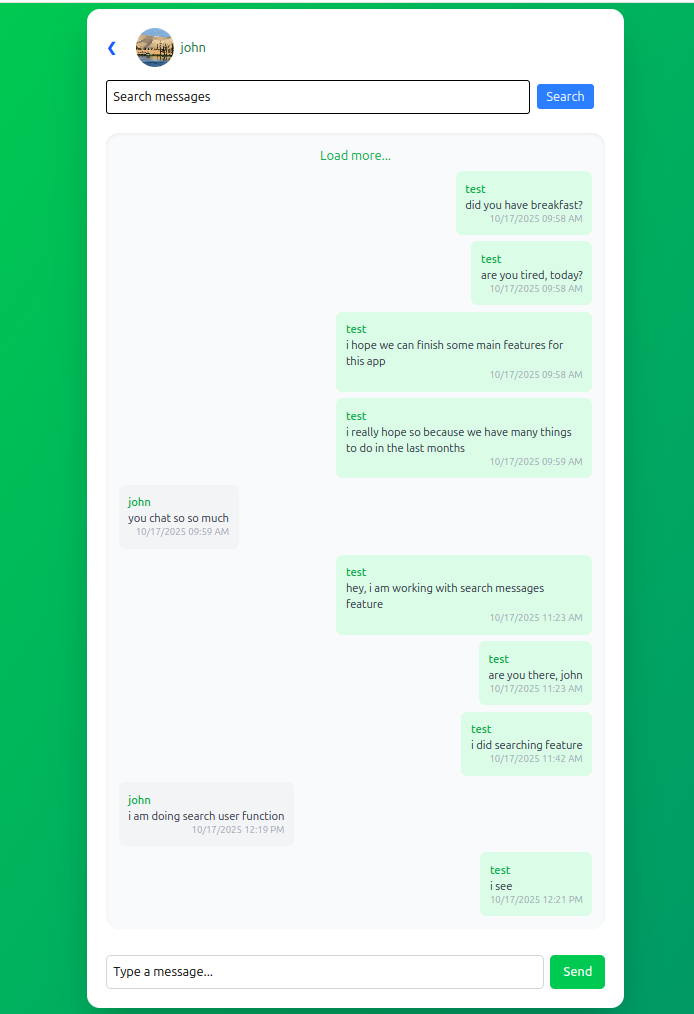 john
Search messages
Search
Load more...
test
did you have breakfast?
10/17/2025 09:58 AM
test
are you tired, today?
10/17/2025 09:58 AM
test
i hope we can finish some main features for
this app
10/17/2025 09:58 AM
test
i really hope so because we have many things
to do in the last months
10/17/2025 09:59 AM
john
you chat so so much
10/17/2025 09:59 AM
test
hey, i am working with search messages
feature
10/17/2025 11:23 AM
test
are you there, john
10/17/2025 11:23 AM
test
i did searching feature
10/17/2025 11:42 AM
john
i am doing search user function
10/17/2025 12:19 PM
test
i see
10/17/2025 12:21 PM
Type a message...
Send